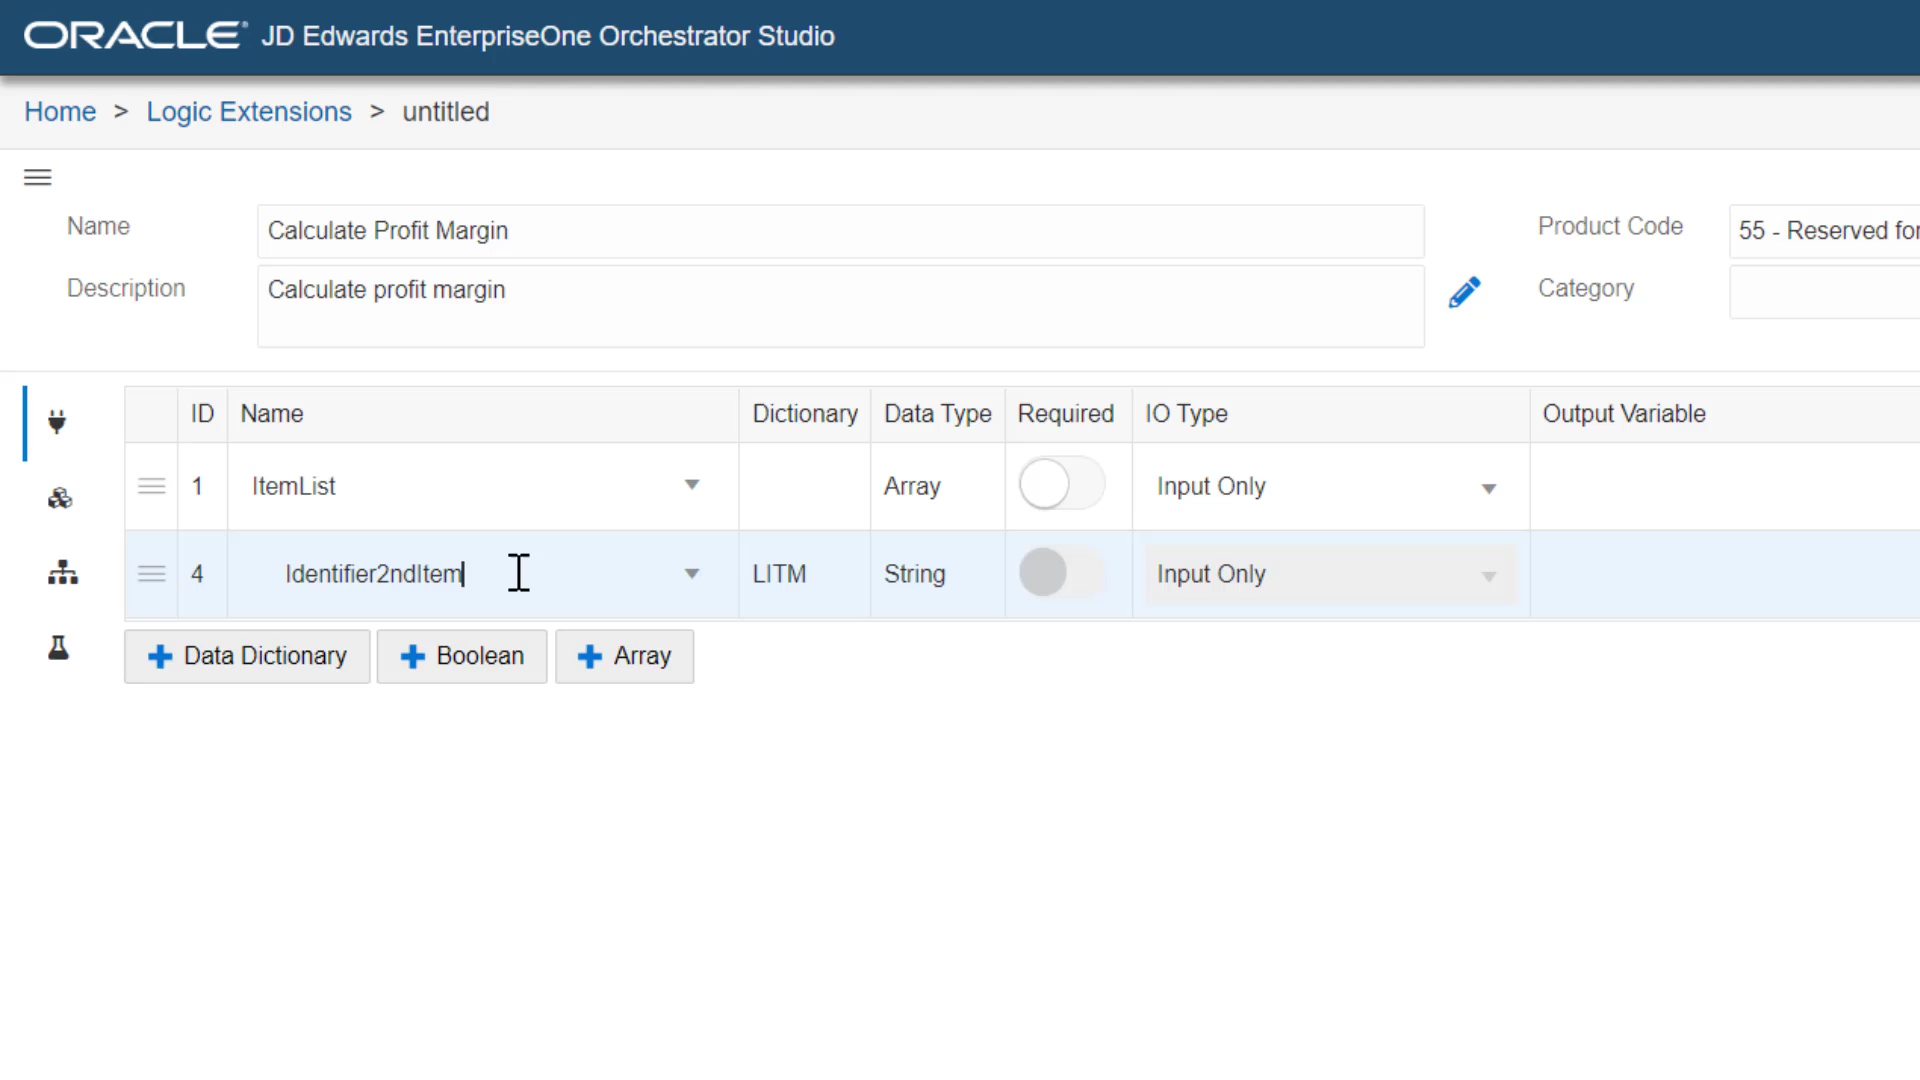 ORACLE JD Edwards EnterpriseOne Orchestrator Studio
Home > Logic Extensions > untitled
Name Calculate Profit Margin Product Code 55 - Reserved for
Description Calculate profit margin Category
ID Name Dictionary Data Type Required IO Type Output Variable
1 ItemList Array Input Only
4 Identifier2ndItem LITM String Input Only
Data Dictionary Boolean Array